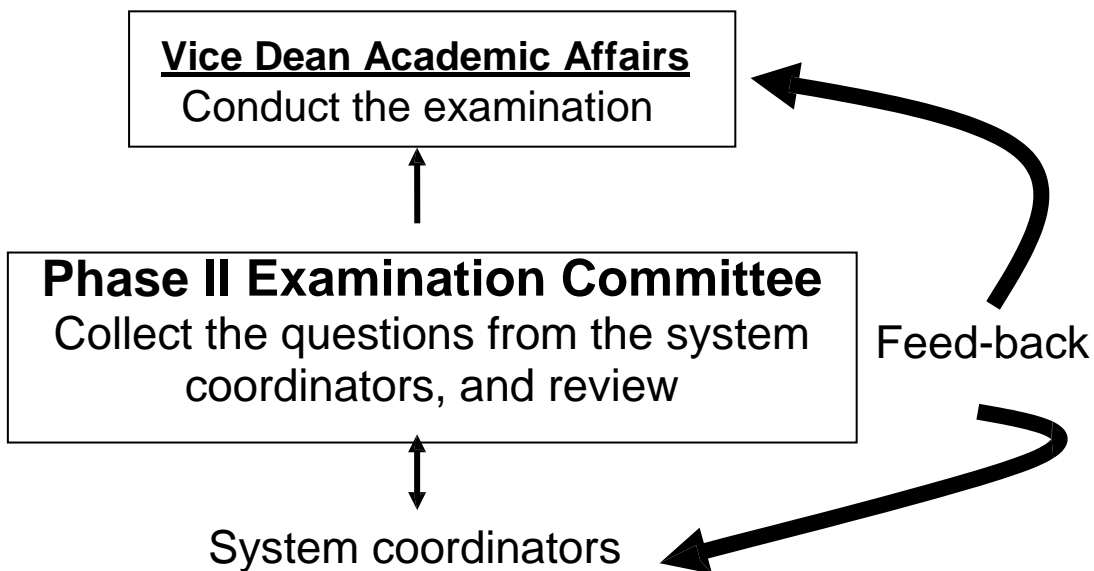 Vice Dean Academic Affairs
Conduct the examination
Phase II Examination Committee
Collect the questions from the system
coordinators, and review
Feed-back
System coordinators